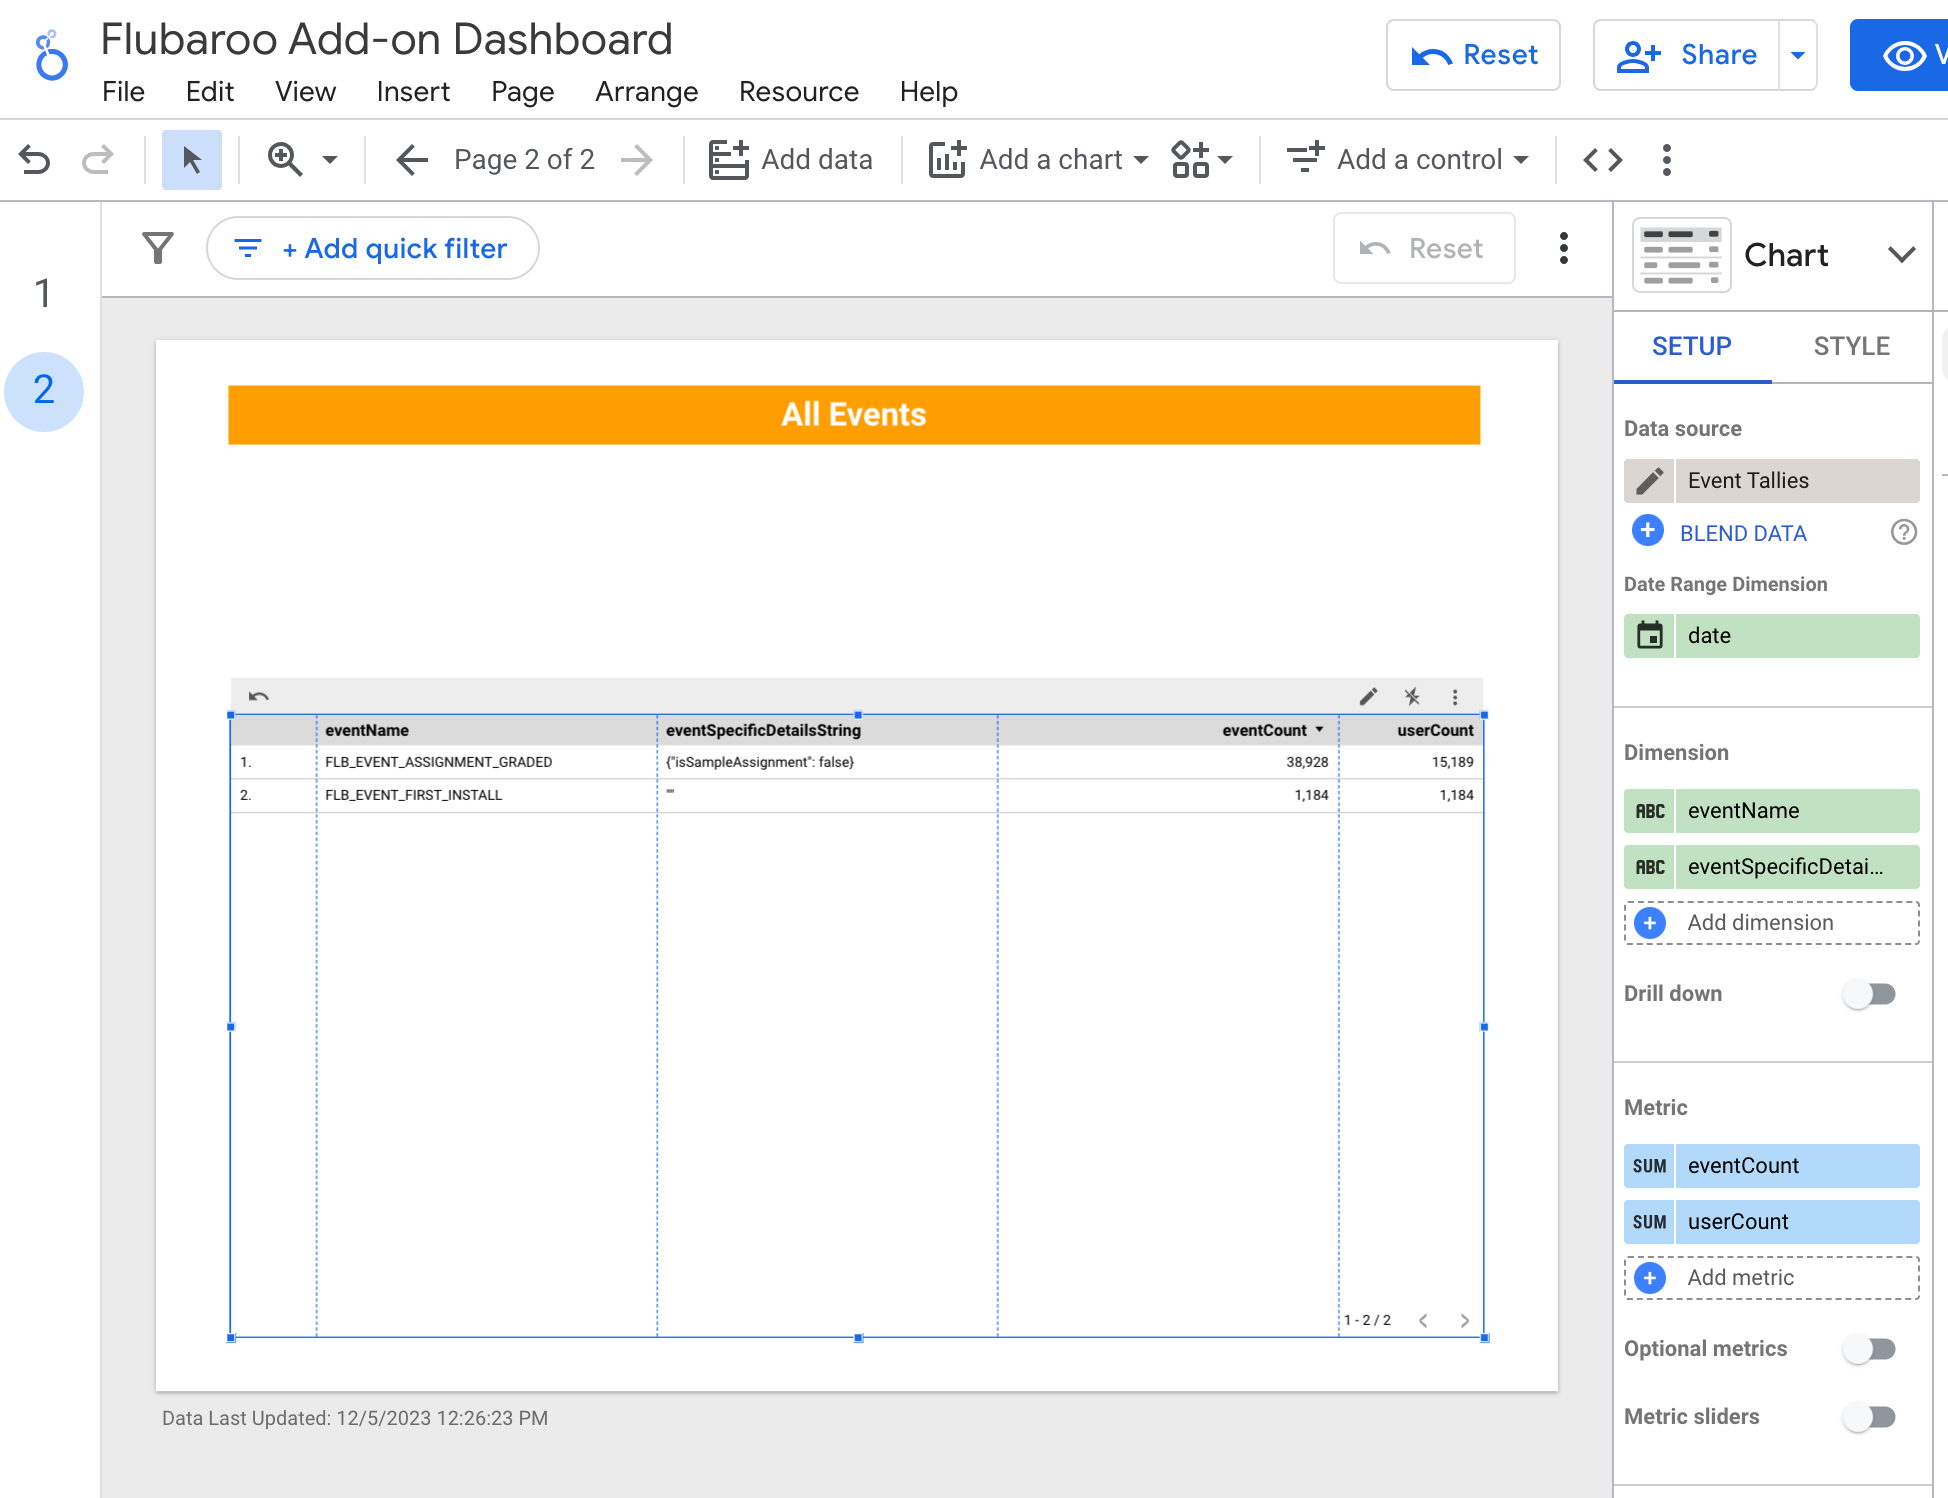 Flubaroo Add-on Dashboard
File Edit View Insert Page Arrange Resource Help
Reset
Share
Page 2 of 2
Add data
Add a chart
Add a control
1
2
+ Add quick filter
Reset
Chart
SETUP STYLE
All Events
eventName eventSpecificDetailsString eventCount userCount
1. FLB_EVENT_ASSIGNMENT_GRADED {"isSampleAssignment": false} 38,928 15,189
2. FLB_EVENT_FIRST_INSTALL "" 1,184 1,184
1 - 2 / 2
Data Last Updated: 12/5/2023 12:26:23 PM
Data source
Event Tallies
BLEND DATA
Date Range Dimension
date
Dimension
ABC eventName
ABC eventSpecificDetai...
Add dimension
Drill down
Metric
SUM eventCount
SUM userCount
Add metric
Optional metrics
Metric sliders